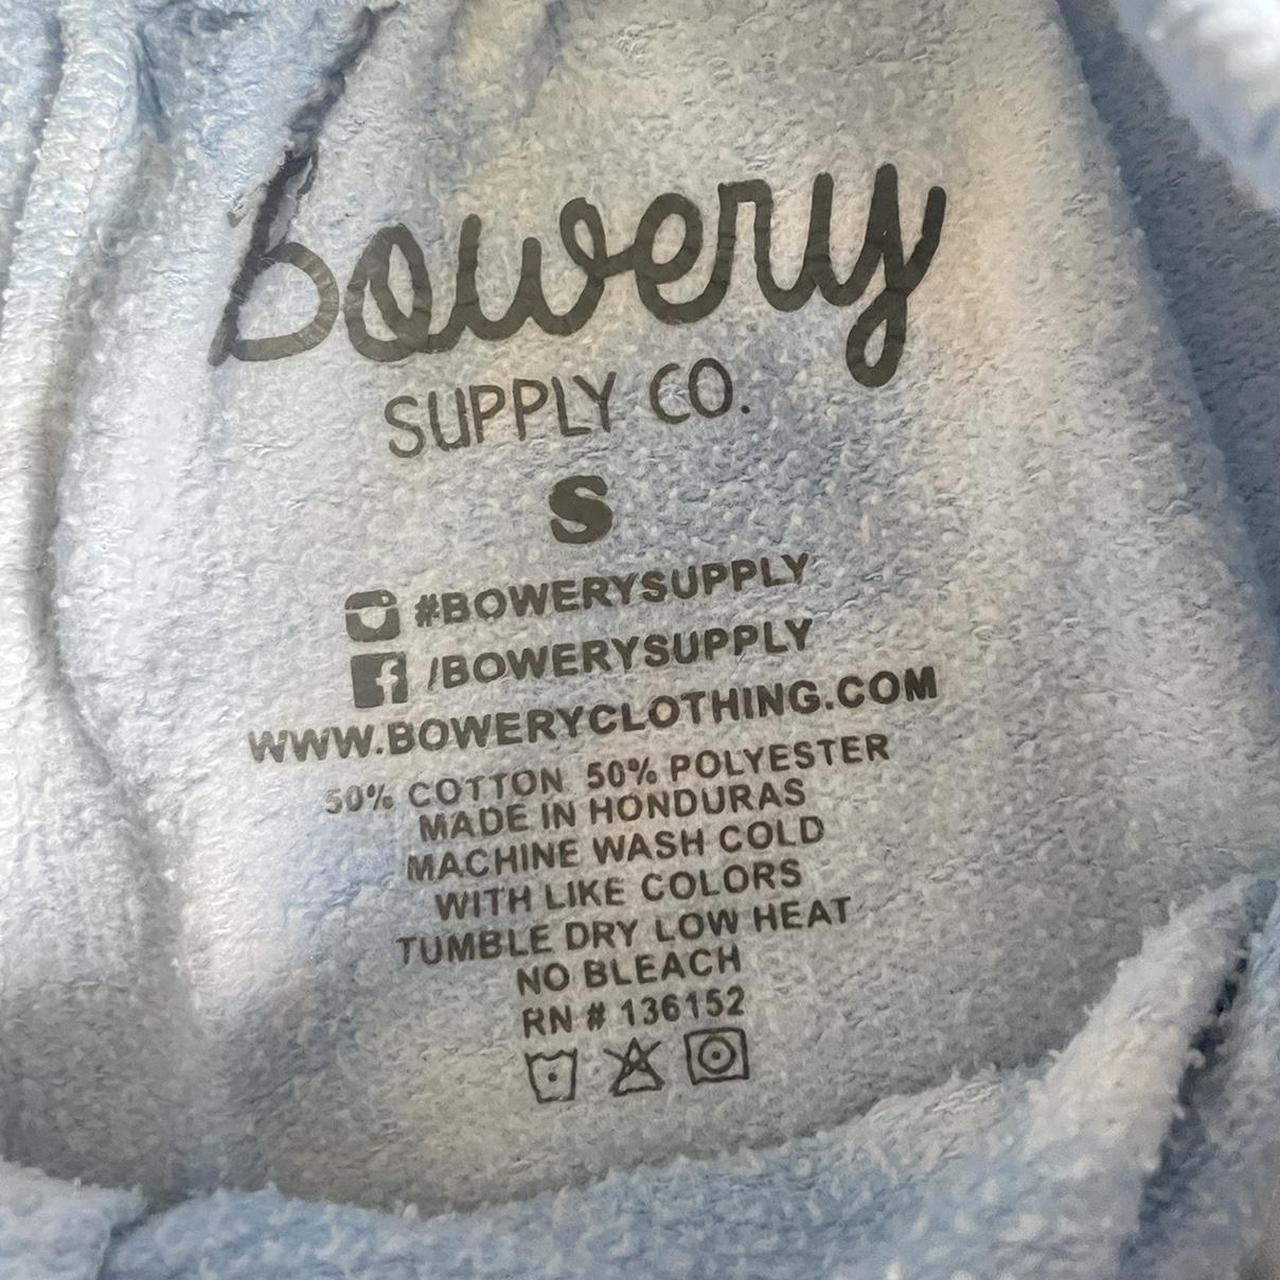 Bowery
SUPPLY CO.
S
#BOWERYSUPPLY
/BOWERYSUPPLY
WWW.BOWERYCLOTHING.COM
50% COTTON 50% POLYESTER
MADE IN HONDURAS
MACHINE WASH COLD
WITH LIKE COLORS
TUMBLE DRY LOW HEAT
NO BLEACH
RN # 136152